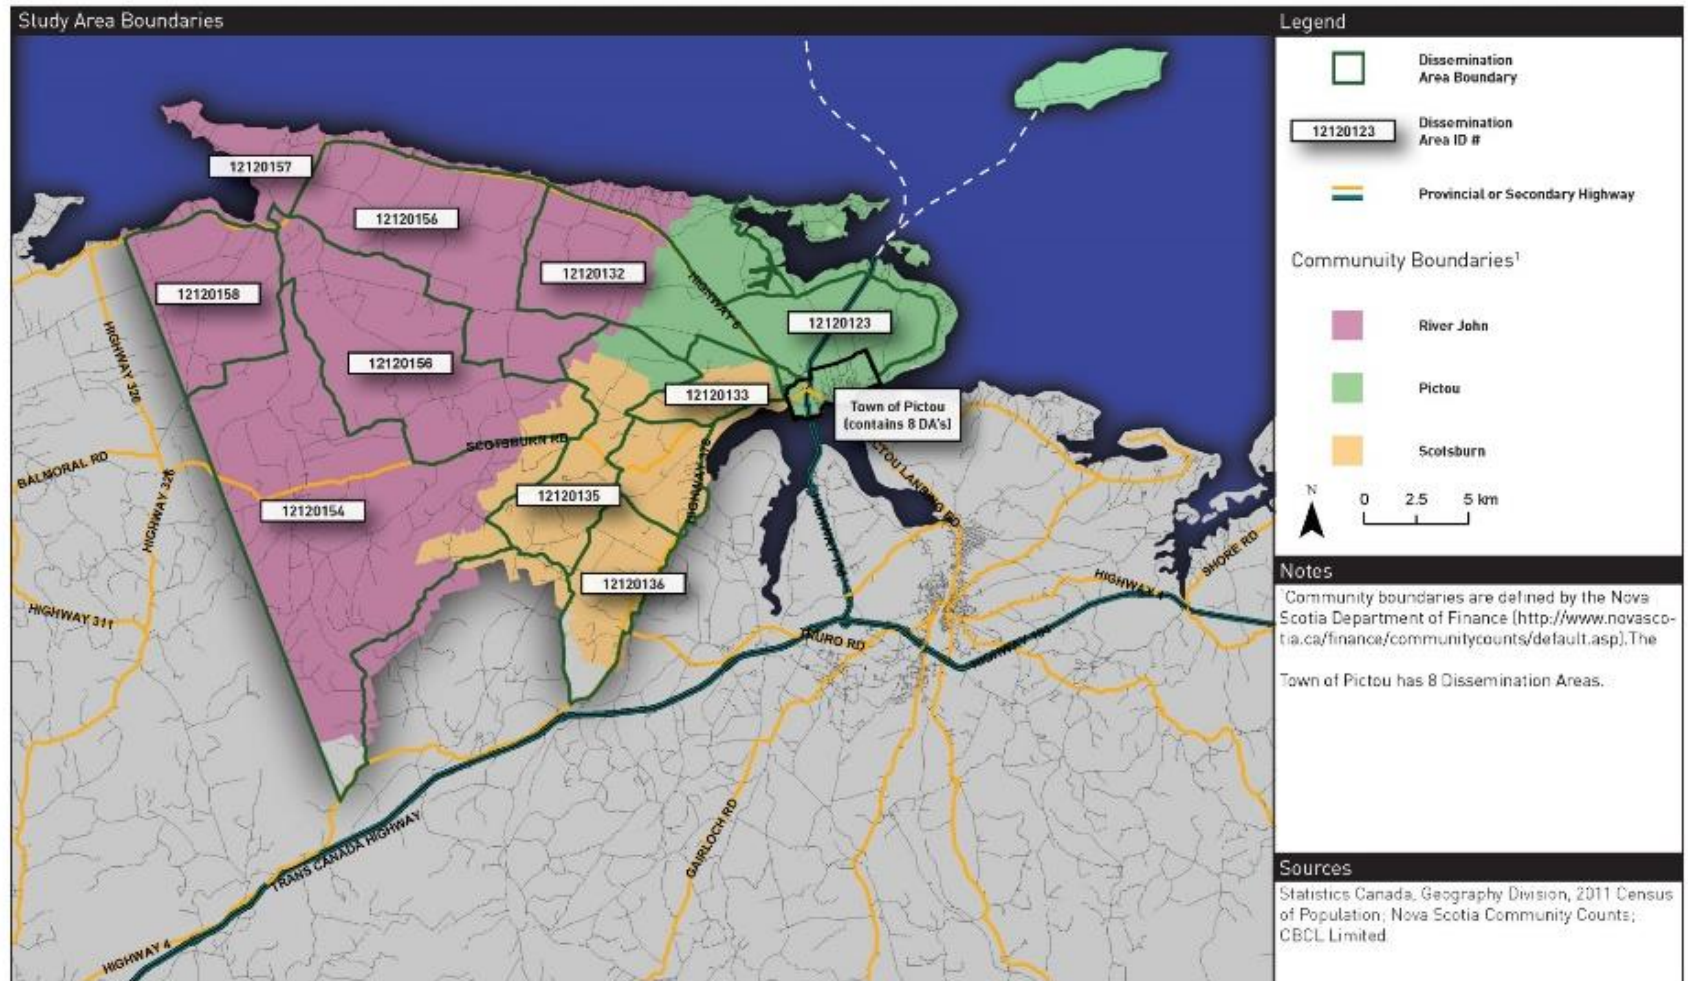 Study Area Boundaries
12120157
12120156
12120132
12120158
12120123
12120156
12120133
Town of Pictou
(contains 8 DA's)
12120135
12120154
12120136
HIGHWAY 6
HIGHWAY 326
SCOTSBURN RD
BALMORAL RD
HIGHWAY 326
HIGHWAY 311
TRURO RD
HIGHWAY 4
SHORE RD
GAIRLOCH RD
TRANS CANADA HIGHWAY
HIGHWAY 4
Legend
Dissemination
Area Boundary
12120123
Dissemination
Area ID #
Provincial or Secondary Highway
Communuity Boundaries¹
River John
Pictou
Scotsburn
N
0 2.5 5 km
Notes
¹Community boundaries are defined by the Nova
Scotia Department of Finance (http://www.novasco-
tia.ca/finance/communitycounts/default.asp).The
Town of Pictou has 8 Dissemination Areas.
Sources
Statistics Canada, Geography Division, 2011 Census
of Population; Nova Scotia Community Counts;
CBCL Limited.